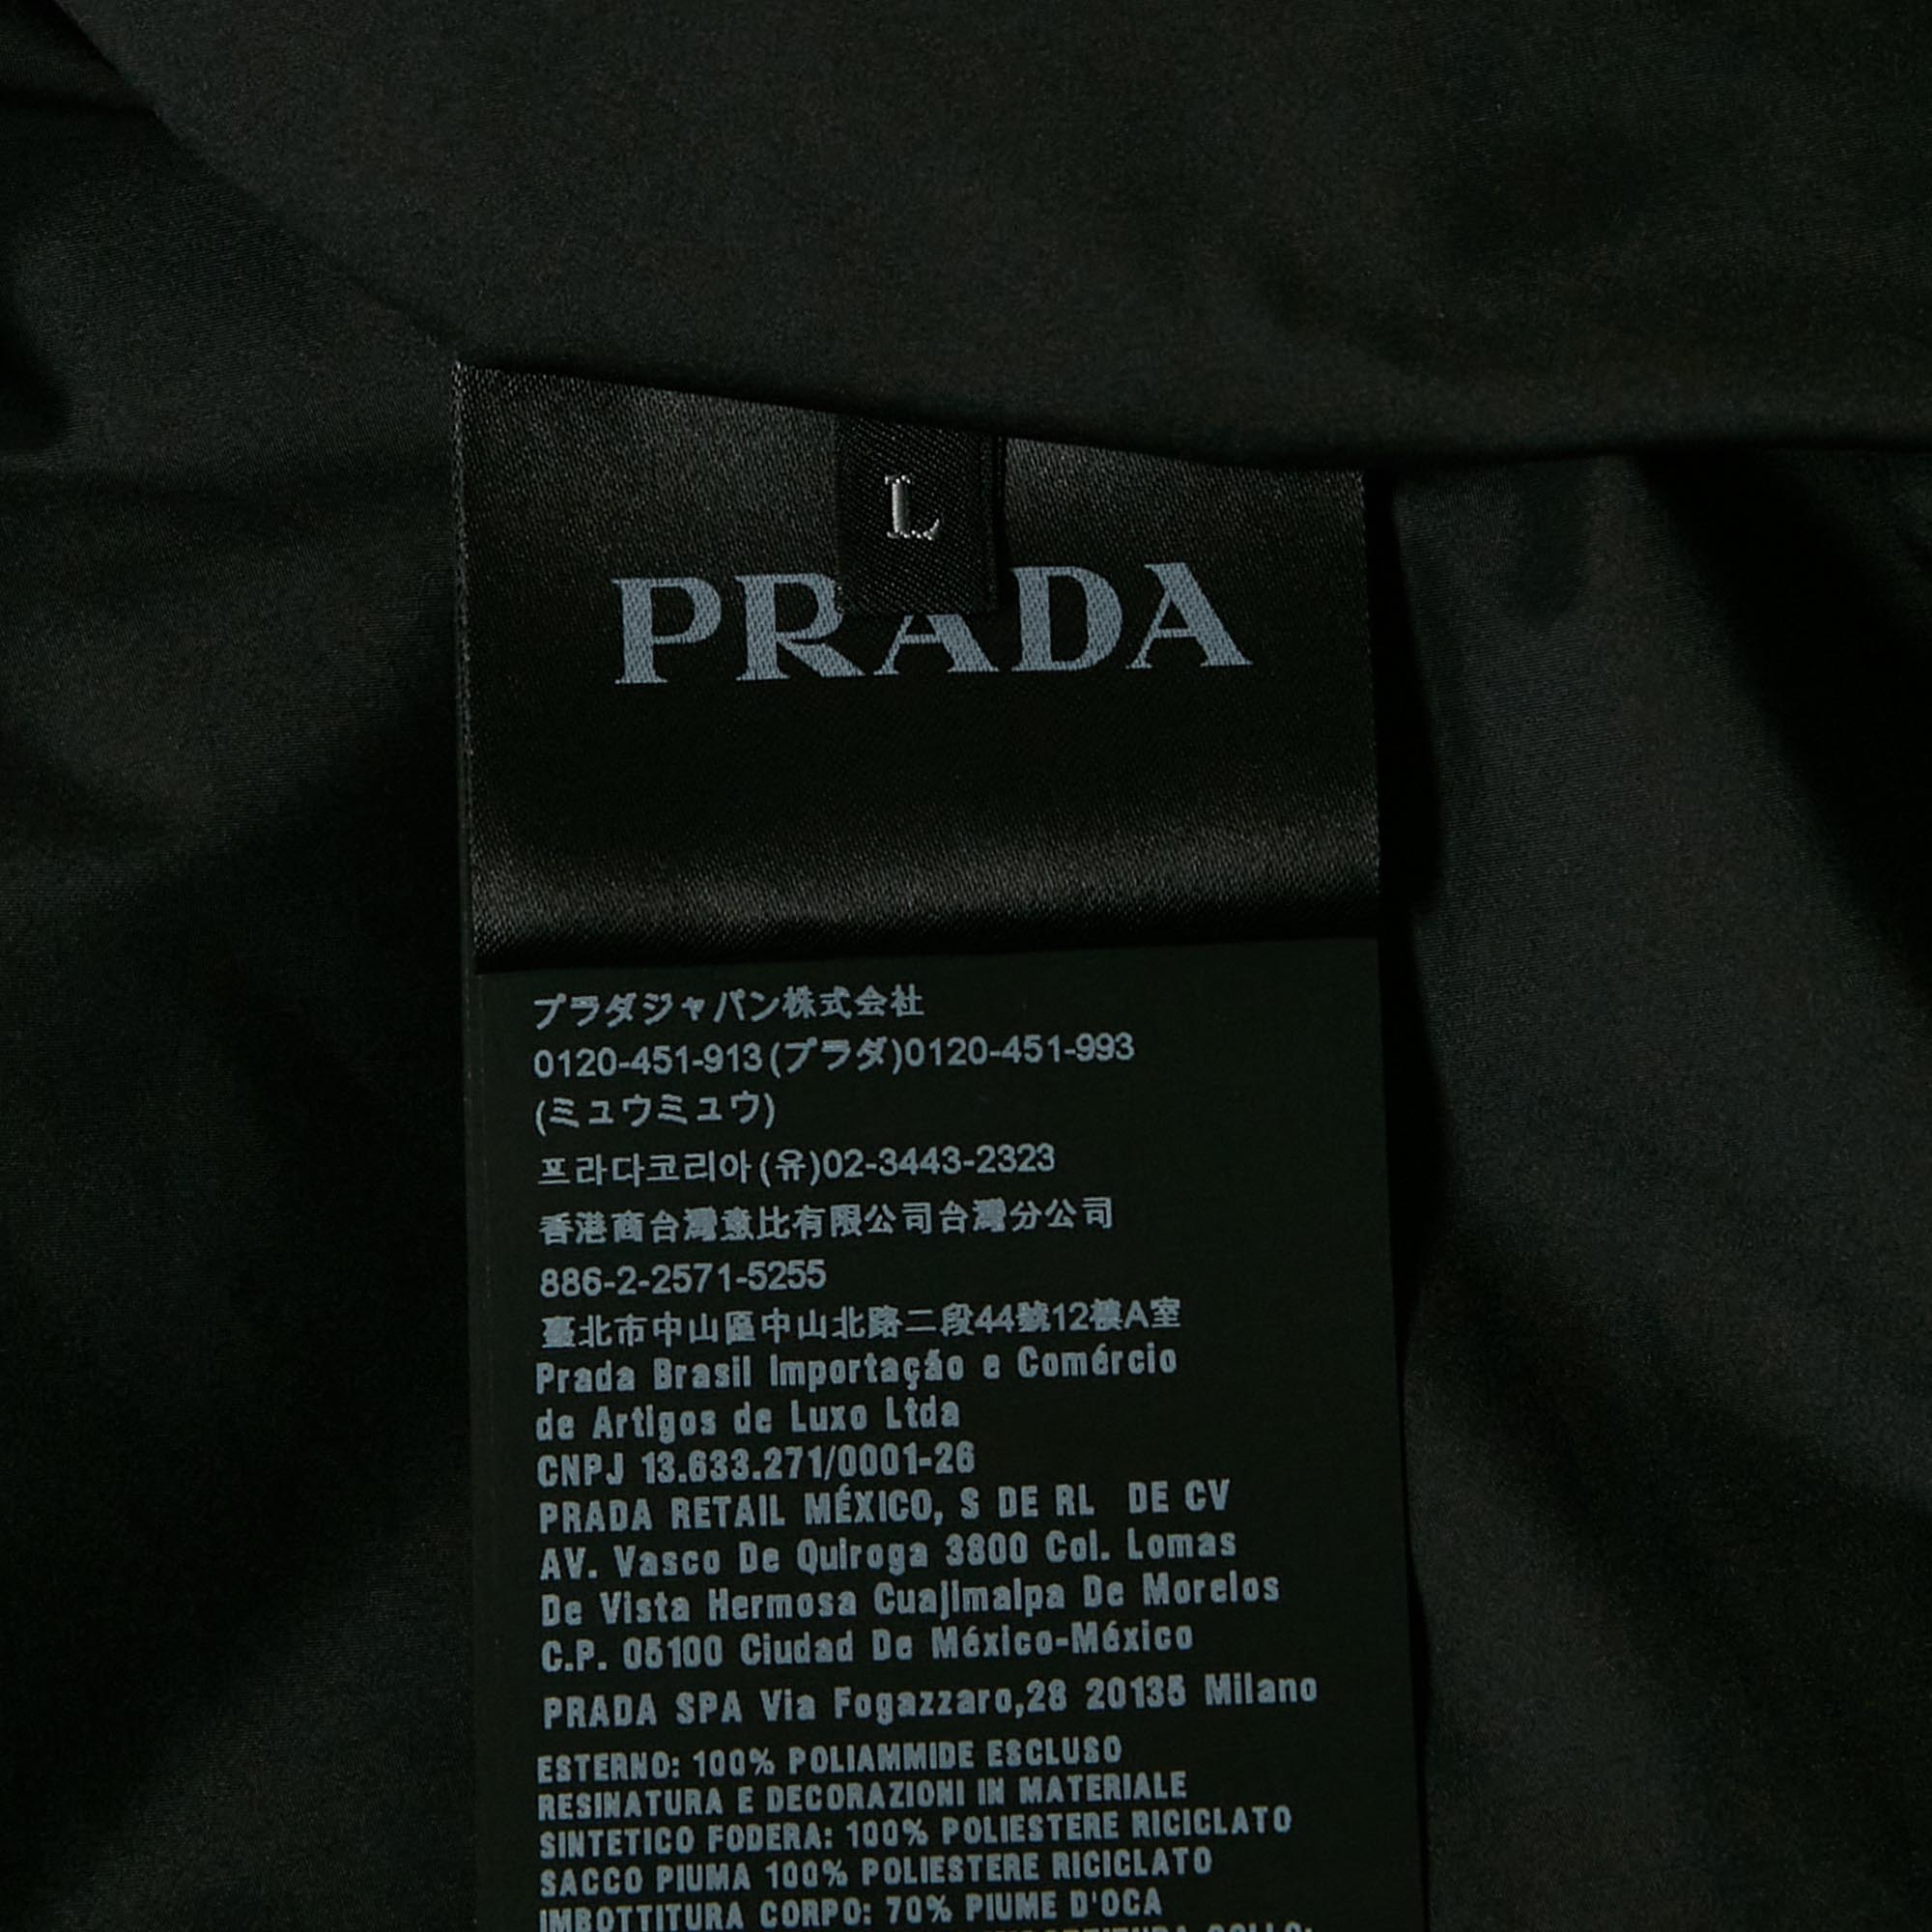 L
PRADA
プラダジャパン株式会社
0120-451-913(プラダ)0120-451-993
(ミュウミュウ)
프라다코리아(유)02-3443-2323
香港商台灣意比有限公司台灣分公司
886-2-2571-5255
臺北市中山區中山北路二段44號12樓A室
Prada Brasil Importação e Comércio
de Artigos de Luxo Ltda
CNPJ 13.633.271/0001-26
PRADA RETAIL MÉXICO, S DE RL DE CV
AV. Vasco De Quiroga 3800 Col. Lomas
De Vista Hermosa Cuajimalpa De Morelos
C.P. 05100 Ciudad De México-México
PRADA SPA Via Fogazzaro,28 20135 Milano
ESTERNO: 100% POLIAMMIDE ESCLUSO
RESINATURA E DECORAZIONI IN MATERIALE
SINTETICO FODERA: 100% POLIESTERE RICICLATO
SACCO PIUMA 100% POLIESTERE RICICLATO
IMBOTTITURA CORPO: 70% PIUME D'OCA